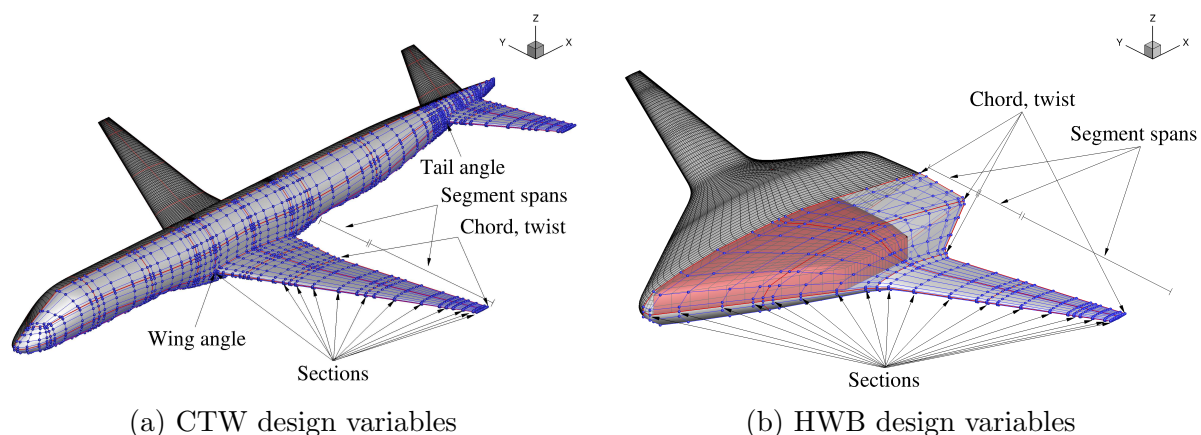 Z
Y
X
Tail angle
Segment spans
Chord, twist
Wing angle
Sections
(a) CTW design variables
Z
Y
X
Chord, twist
Segment spans
Sections
(b) HWB design variables